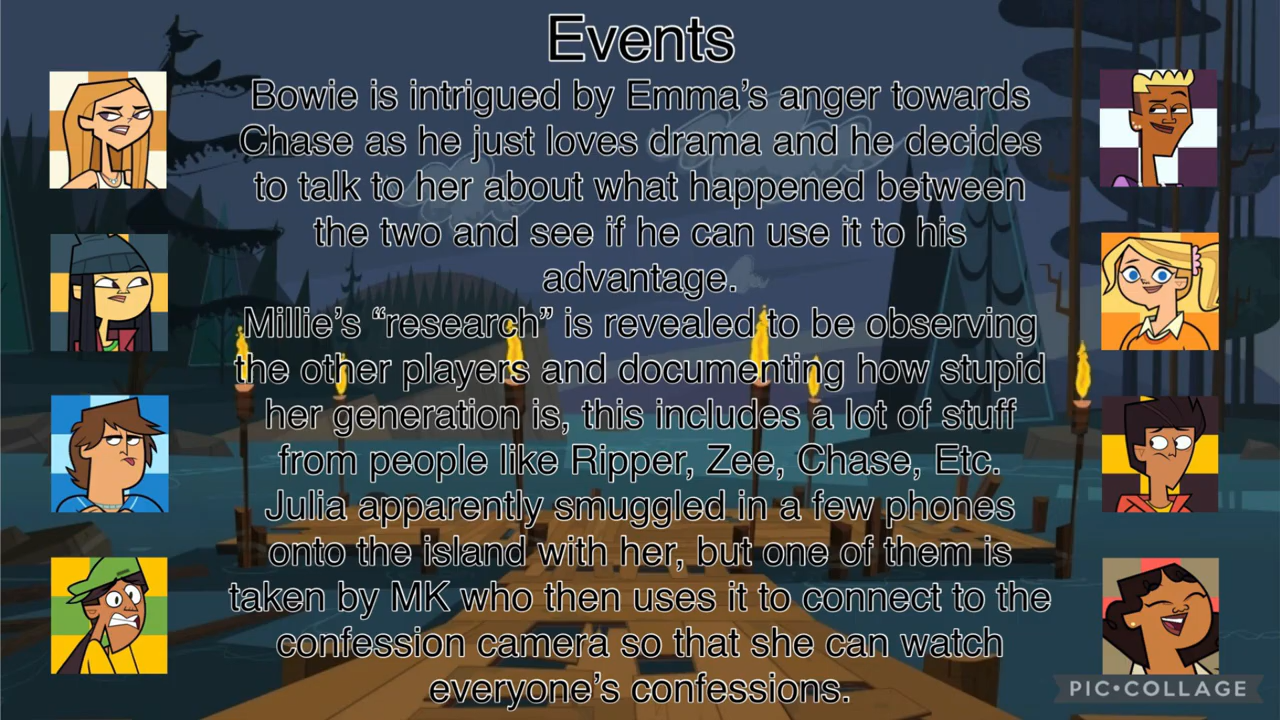 Events
Bowie is intrigued by Emma’s anger towards
Chase as he just loves drama and he decides
to talk to her about what happened between
the two and see if he can use it to his
advantage.
Millie’s “research” is revealed to be observing
the other players and documenting how stupid
her generation is, this includes a lot of stuff
from people like Ripper, Zee, Chase, Etc.
Julia apparently smuggled in a few phones
onto the island with her, but one of them is
taken by MK who then uses it to connect to the
confession camera so that she can watch
everyone’s confessions.
PIC•COLLAGE